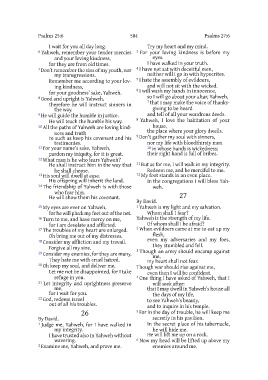 Psalms 25:6
584
Psalms 27:6
I wait for you all day long.
6 Yahweh, remember your tender mercies
and your loving kindness,
for they are from old times.
7 Don't remember the sins of my youth, nor
my transgressions.
Remember me according to your lov-
ing kindness,
for your goodness' sake, Yahweh.
8 Good and upright is Yahweh,
therefore he will instruct sinners in
the way.
9 He will guide the humble in justice.
He will teach the humble his way.
10 All the paths of Yahweh are loving kind-
ness and truth
to such as keep his covenant and his
testimonies.
11 For your name's sake, Yahweh,
pardon my iniquity, for it is great.
12 What man is he who fears Yahweh?
He shall instruct him in the way that
he shall choose.
13 His soul will dwell at ease.
His offspring will inherit the land.
14 The friendship of Yahweh is with those
who fear him.
He will show them his covenant.
15 My eyes are ever on Yahweh,
for he will pluck my feet out of the net.
16 Turn to me, and have mercy on me,
for I am desolate and afflicted.
17 The troubles of my heart are enlarged.
Oh bring me out of my distresses.
18 Consider my affliction and my travail.
Forgive all my sins.
19 Consider my enemies, for they are many.
They hate me with cruel hatred.
20 Oh keep my soul, and deliver me.
Let me not be disappointed, for I take
refuge in you.
21 Let integrity and uprightness preserve
me,
for I wait for you.
22 God, redeem Israel
out of all his troubles.
26
By David.
1 Judge me, Yahweh, for I have walked in
my integrity.
I have trusted also in Yahweh without
wavering.
2 Examine me, Yahweh, and prove me.
Try my heart and my mind.
3 For your loving kindness is before my
eyes.
I have walked in your truth.
4 I have not sat with deceitful men,
neither will I go in with hypocrites.
5 I hate the assembly of evildoers,
and will not sit with the wicked.
6 I will wash my hands in innocence,
so I will go about your altar, Yahweh,
7 that I may make the voice of thanks-
giving to be heard
and tell of all your wondrous deeds.
8 Yahweh, I love the habitation of your
house,
the place where your glory dwells.
9 Don't gather my soul with sinners,
nor my life with bloodthirsty men
10 in whose hands is wickedness;
their right hand is full of bribes.
11 But as for me, I will walk in my integrity.
Redeem me, and be merciful to me.
12 My foot stands in an even place.
In the congregations I will bless Yah-
weh.
27
By David.
1 Yahweh is my light and my salvation.
Whom shall I fear?
Yahweh is the strength of my life.
Of whom shall I be afraid?
2 When evildoers came at me to eat up my
flesh,
even my adversaries and my foes,
they stumbled and fell.
3 Though an army should encamp against
me,
my heart shall not fear.
Though war should rise against me,
even then I will be confident.
4 One thing I have asked of Yahweh, that I
will seek after:
that I may dwell in Yahweh's house all
the days of my life,
to see Yahweh's beauty,
and to inquire in his temple.
5 For in the day of trouble, he will keep me
secretly in his pavilion.
In the secret place of his tabernacle,
he will hide me.
He will lift me up on a rock.
6 Now my head will be lifted up above my
enemies around me.